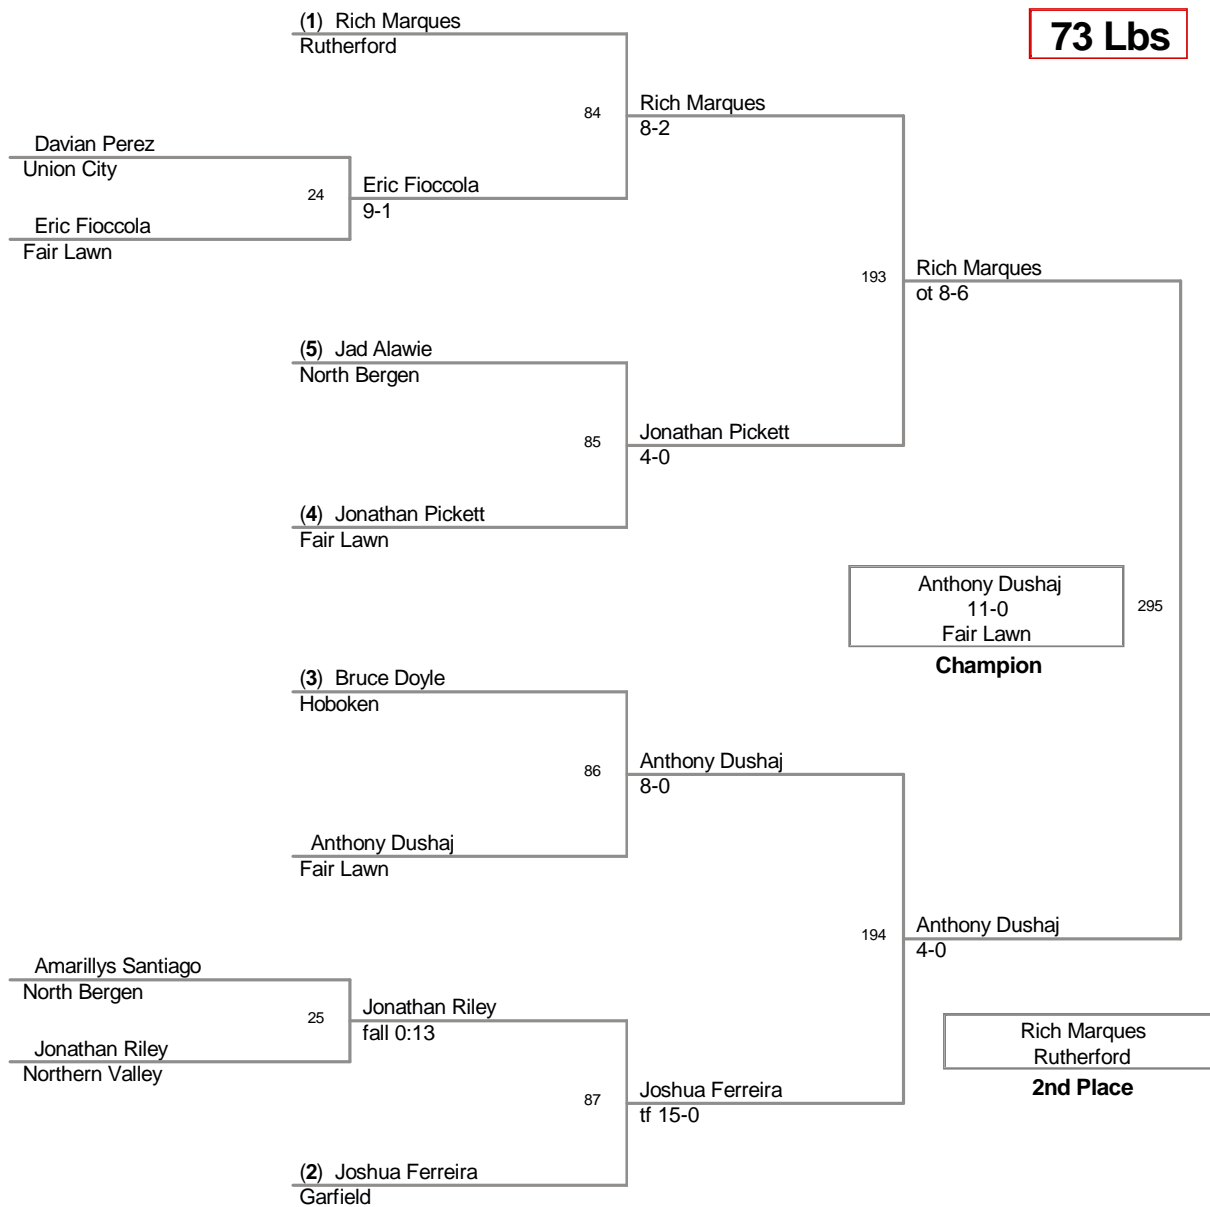 (1) Rich Marques
Rutherford
73 Lbs
84
Rich Marques
8-2
Davian Perez
Union City
24
Eric Fioccola
9-1
Eric Fioccola
Fair Lawn
193
Rich Marques
ot 8-6
(5) Jad Alawie
North Bergen
85
Jonathan Pickett
4-0
(4) Jonathan Pickett
Fair Lawn
Anthony Dushaj
11-0
Fair Lawn
Champion
295
(3) Bruce Doyle
Hoboken
86
Anthony Dushaj
8-0
Anthony Dushaj
Fair Lawn
194
Anthony Dushaj
4-0
Amarillys Santiago
North Bergen
25
Jonathan Riley
fall 0:13
Jonathan Riley
Northern Valley
Rich Marques
Rutherford
2nd Place
87
Joshua Ferreira
tf 15-0
(2) Joshua Ferreira
Garfield